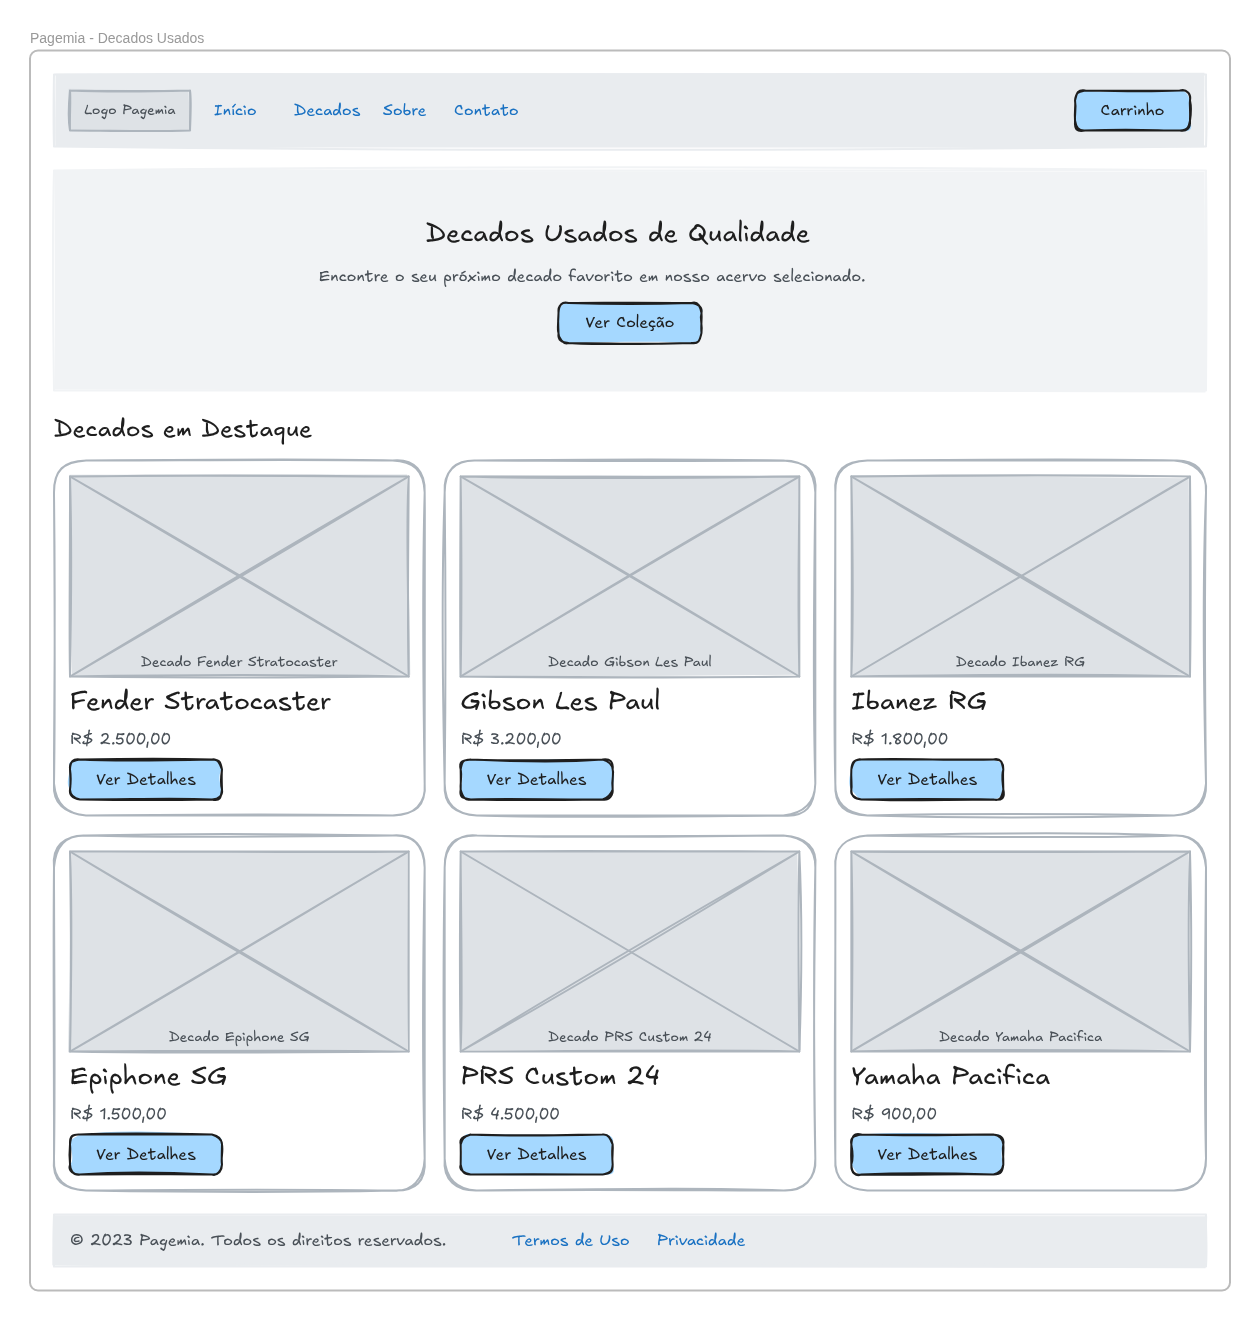 Pagemia - Decados Usados
Logo Pagemia
Início
Decados
Sobre
Contato
Carrinho
Decados Usados de Qualidade
Encontre o seu próximo decado favorito em nosso acervo selecionado.
Ver Coleção
Decados em Destaque
Decado Fender Stratocaster
Fender Stratocaster
R$ 2.500,00
Ver Detalhes
Decado Gibson Les Paul
Gibson Les Paul
R$ 3.200,00
Ver Detalhes
Decado Ibanez RG
Ibanez RG
R$ 1.800,00
Ver Detalhes
Decado Epiphone SG
Epiphone SG
R$ 1.500,00
Ver Detalhes
Decado PRS Custom 24
PRS Custom 24
R$ 4.500,00
Ver Detalhes
Decado Yamaha Pacifica
Yamaha Pacifica
R$ 900,00
Ver Detalhes
© 2023 Pagemia. Todos os direitos reservados.
Termos de Uso
Privacidade